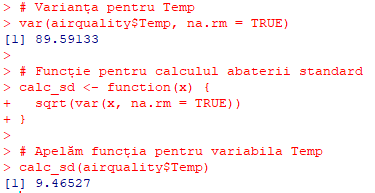 > # Varianța pentru Temp
> var(airquality$Temp, na.rm = TRUE)
[1] 89.59133
>
> # Funcție pentru calculul abaterii standard
> calc_sd <- function(x) {
+   sqrt(var(x, na.rm = TRUE))
+ }
>
> # Apelăm funcția pentru variabila Temp
> calc_sd(airquality$Temp)
[1] 9.46527